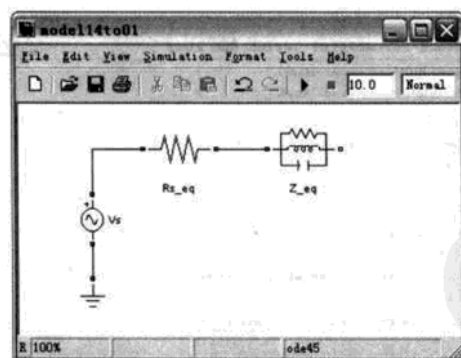 model14to01
File Edit View Simulation Format Tools Help
10.0 Normal
Rs_eq
Z_eq
Vs
R 100% ode45